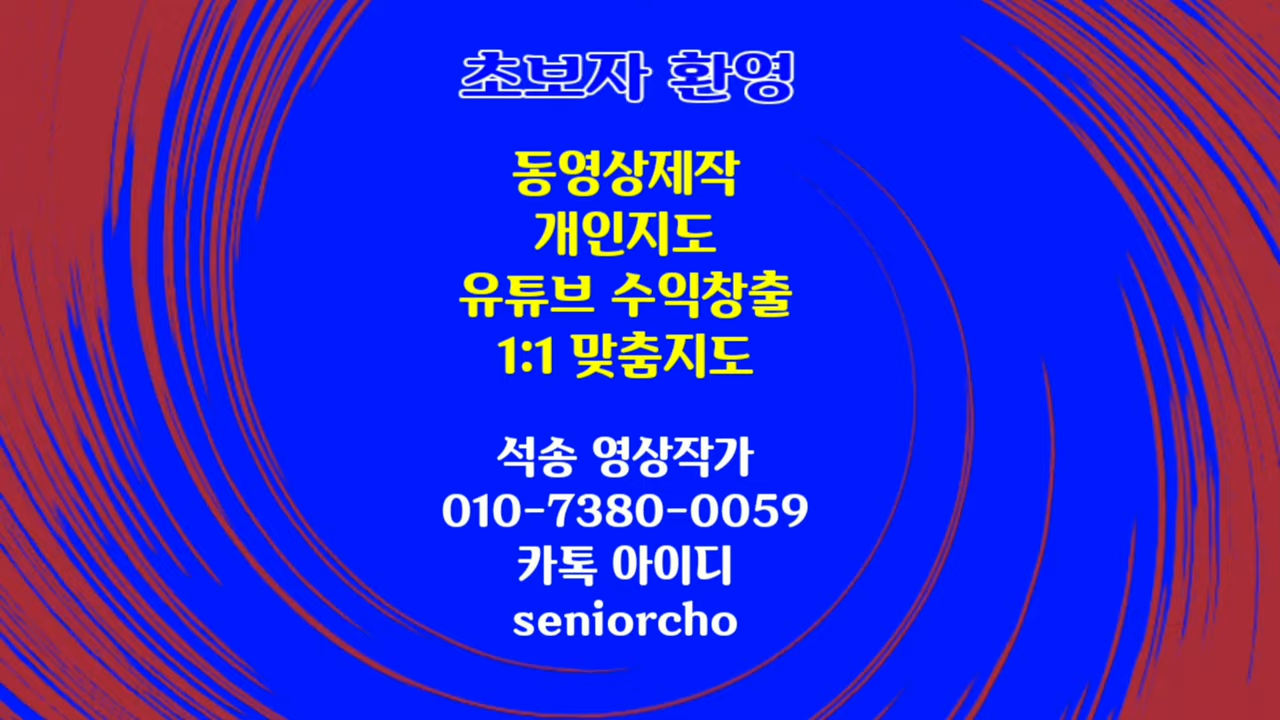 초보자 환영
동영상제작
개인지도
유튜브 수익창출
1:1 맞춤지도
석송 영상작가
010-7380-0059
카톡 아이디
seniorcho